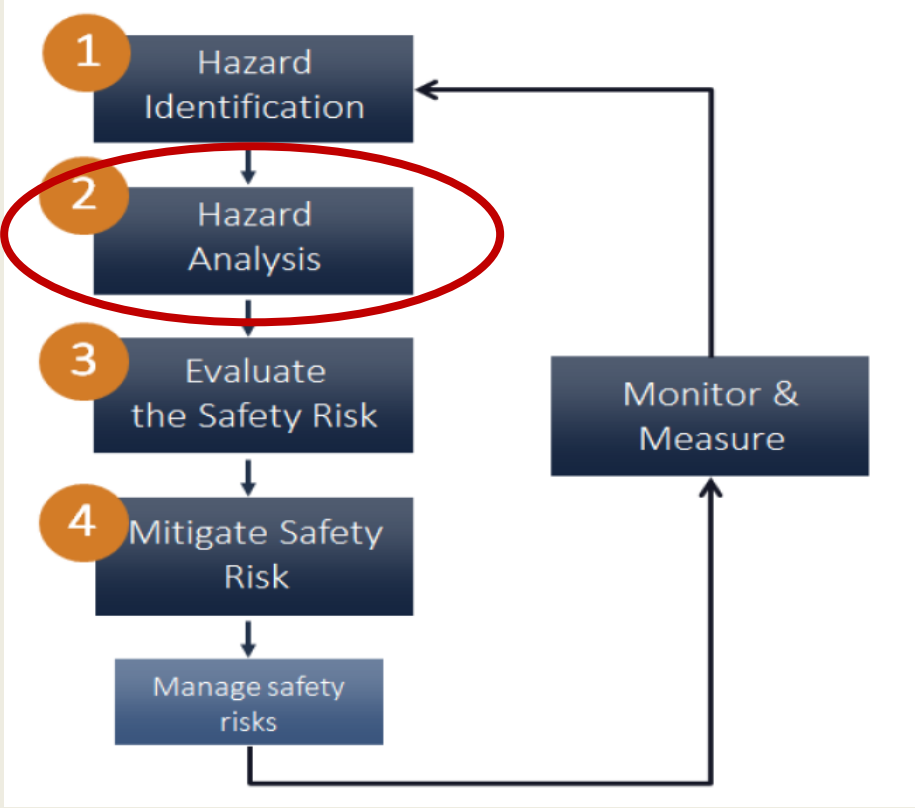 1
Hazard
Identification
2
Hazard
Analysis
3
Evaluate
the Safety Risk
4
Mitigate Safety
Risk
Manage safety
risks
Monitor &
Measure